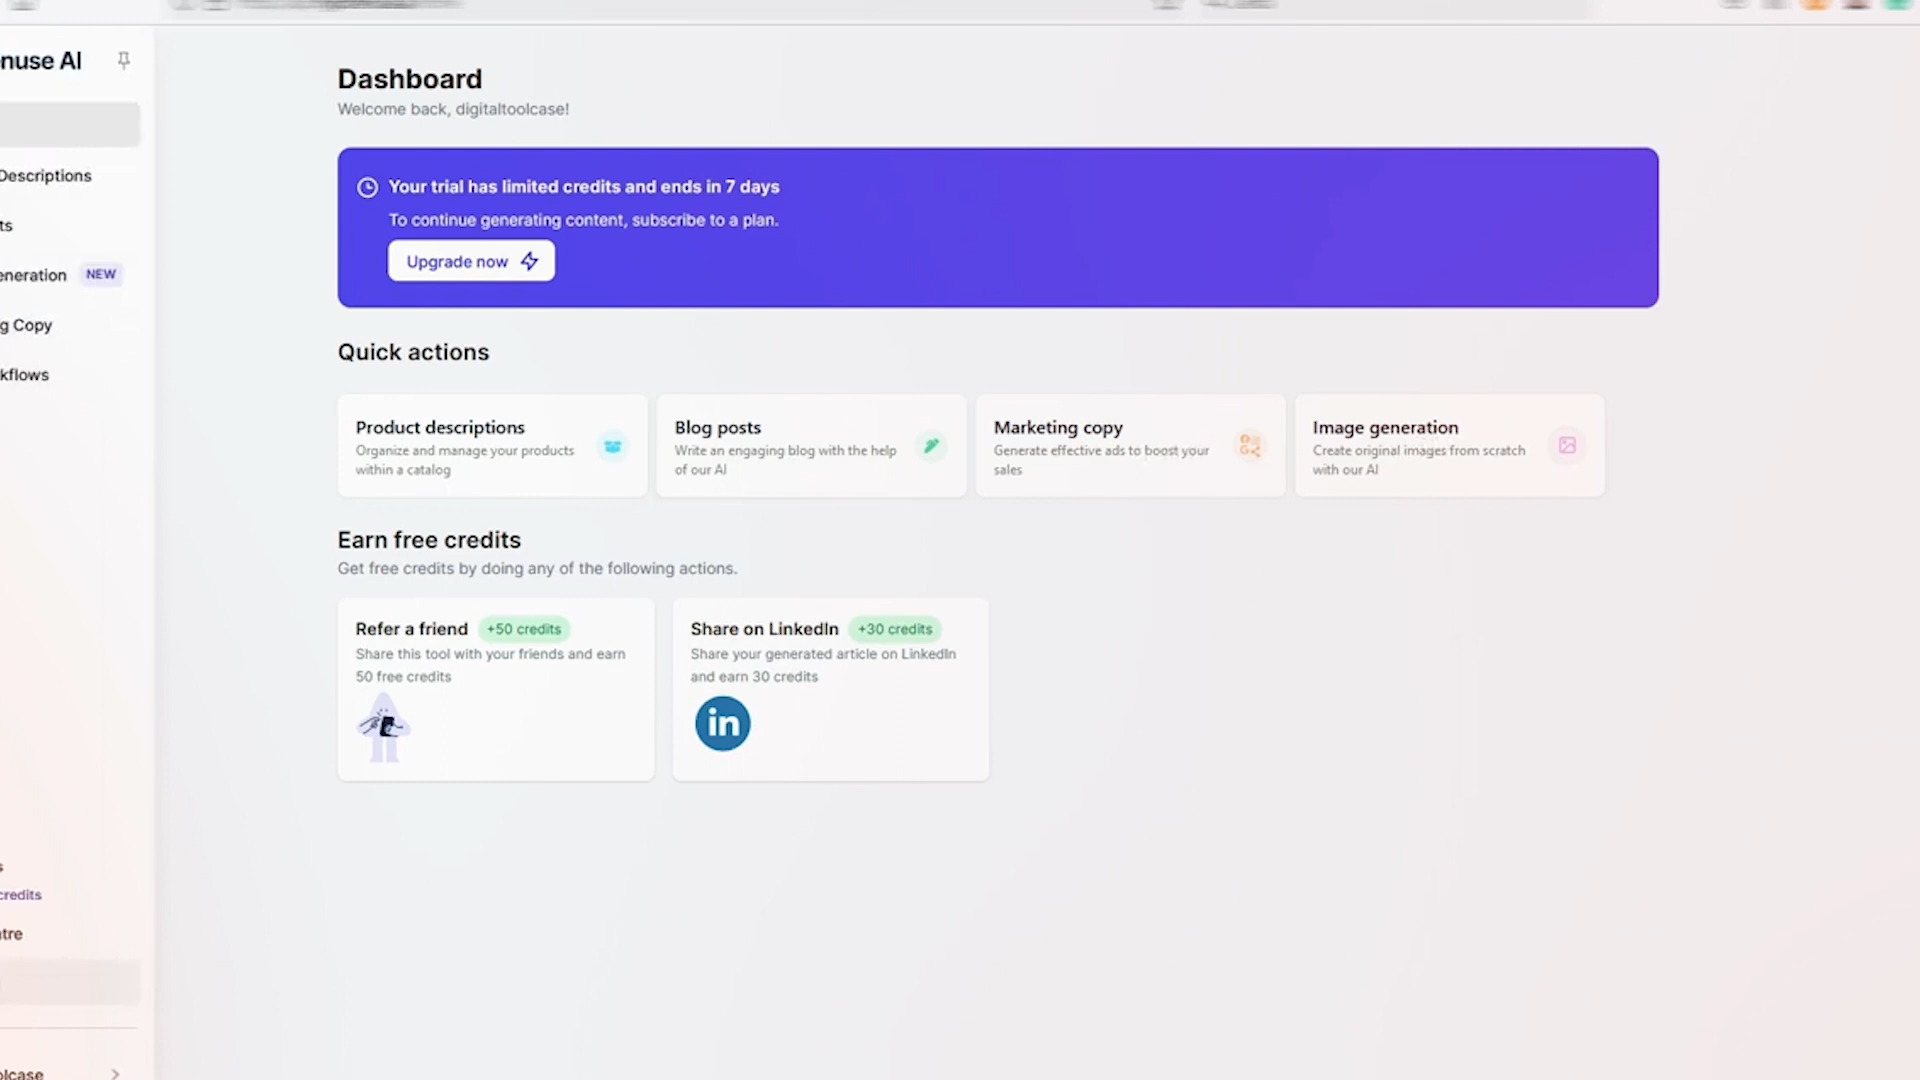 nuse AI
Descriptions
ts
eneration NEW
g Copy
kflows
s
credits
ntre
olcase
Dashboard
Welcome back, digitaltoolcase!
Your trial has limited credits and ends in 7 days
To continue generating content, subscribe to a plan.
Upgrade now
Quick actions
Product descriptions
Organize and manage your products
within a catalog
Blog posts
Write an engaging blog with the help
of our AI
Marketing copy
Generate effective ads to boost your
sales
Image generation
Create original images from scratch
with our AI
Earn free credits
Get free credits by doing any of the following actions.
Refer a friend +50 credits
Share this tool with your friends and earn
50 free credits
Share on LinkedIn +30 credits
Share your generated article on LinkedIn
and earn 30 credits
in